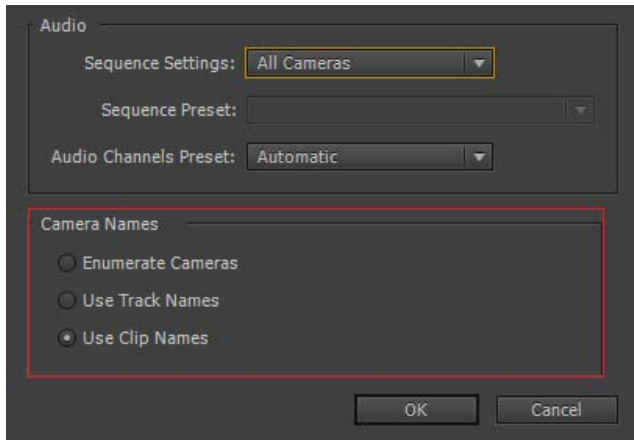 Audio
Sequence Settings: All Cameras
Sequence Preset:
Audio Channels Preset: Automatic
Camera Names
Enumerate Cameras
Use Track Names
Use Clip Names
OK Cancel